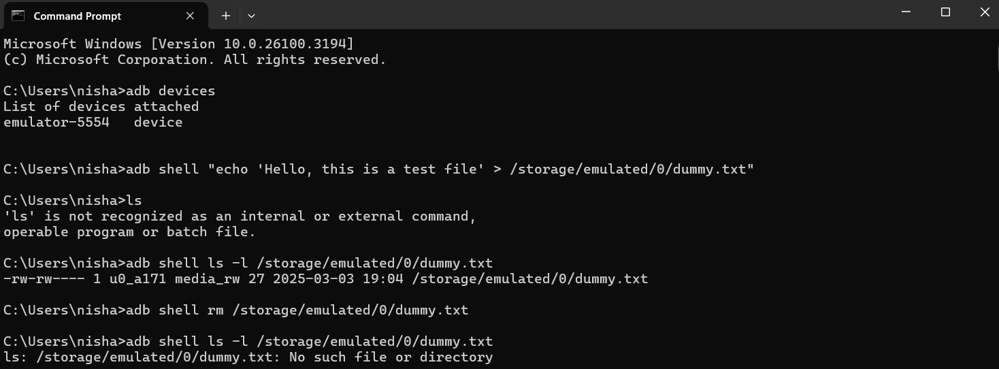 Command Prompt
Microsoft Windows [Version 10.0.26100.3194]
(c) Microsoft Corporation. All rights reserved.
C:\Users\nisha>adb devices
List of devices attached
emulator-5554   device
C:\Users\nisha>adb shell "echo 'Hello, this is a test file' > /storage/emulated/0/dummy.txt"
C:\Users\nisha>ls
'ls' is not recognized as an internal or external command,
operable program or batch file.
C:\Users\nisha>adb shell ls -l /storage/emulated/0/dummy.txt
-rw-rw---- 1 u0_a171 media_rw 27 2025-03-03 19:04 /storage/emulated/0/dummy.txt
C:\Users\nisha>adb shell rm /storage/emulated/0/dummy.txt
C:\Users\nisha>adb shell ls -l /storage/emulated/0/dummy.txt
ls: /storage/emulated/0/dummy.txt: No such file or directory